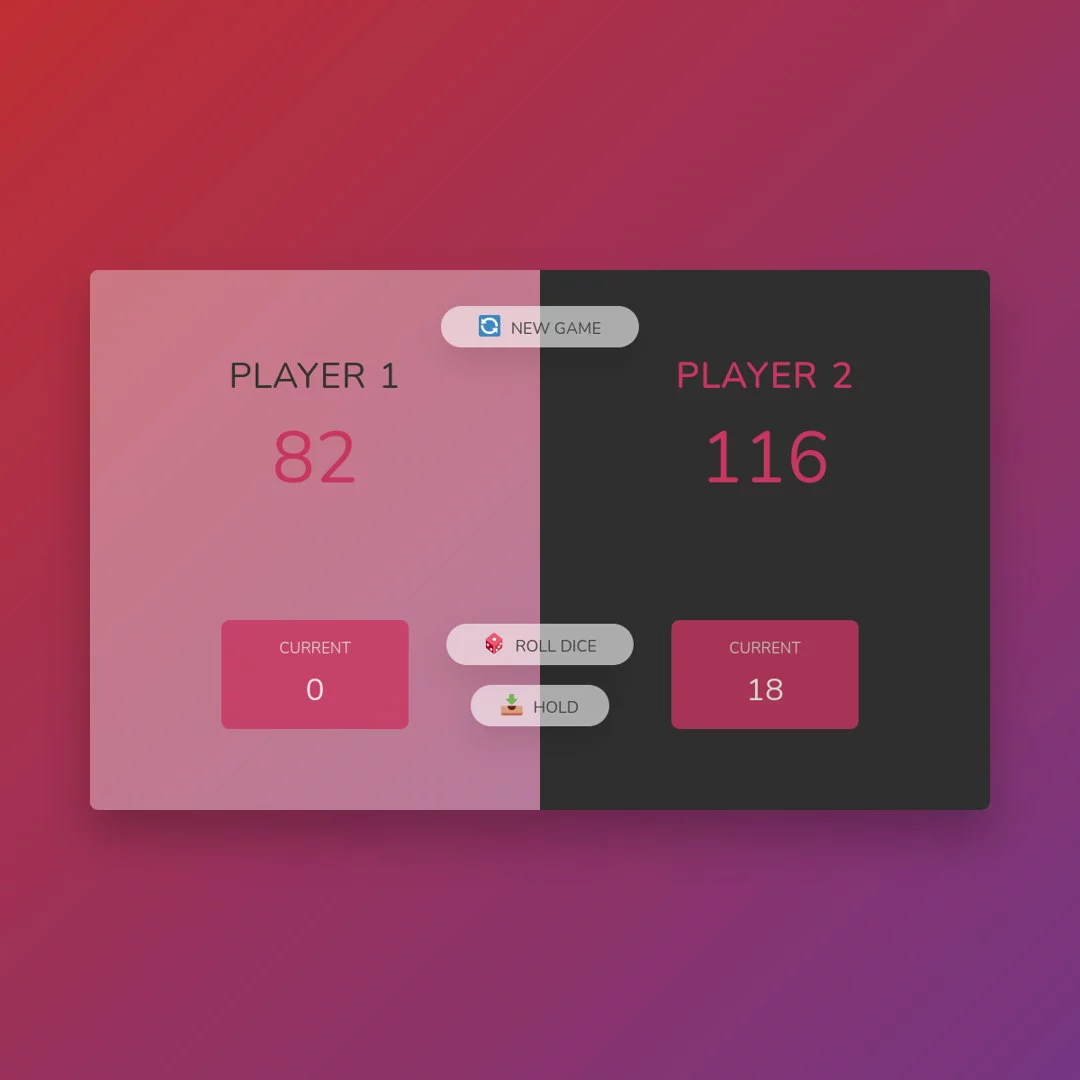 NEW GAME
PLAYER 1
82
CURRENT
0
PLAYER 2
116
CURRENT
18
ROLL DICE
HOLD